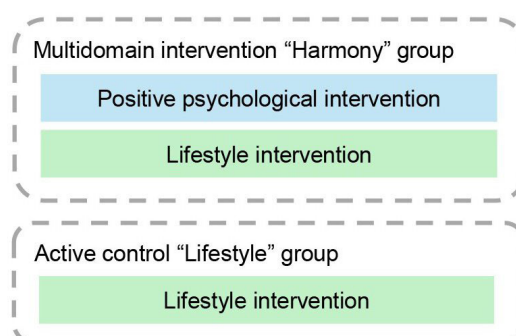 Multidomain intervention “Harmony” group
Positive psychological intervention
Lifestyle intervention
Active control “Lifestyle” group
Lifestyle intervention